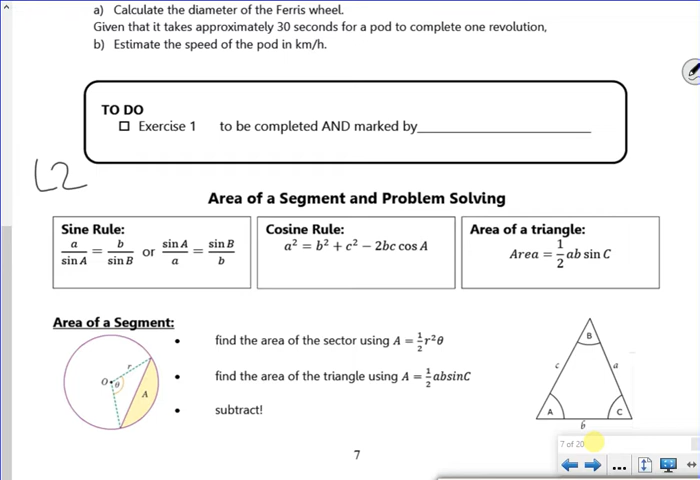 a) Calculate the diameter of the Ferris wheel.
Given that it takes approximately 30 seconds for a pod to complete one revolution,
b) Estimate the speed of the pod in km/h.
TO DO
☐ Exercise 1 to be completed AND marked by____________________
L2
Area of a Segment and Problem Solving
Sine Rule:
a/sin A = b/sin B or sin A/a = sin B/b
Cosine Rule:
a² = b² + c² − 2bc cos A
Area of a triangle:
Area = 1/2 ab sin C
Area of a Segment:
• find the area of the sector using A = 1/2 r²θ
• find the area of the triangle using A = 1/2 absinC
• subtract!
O r θ A
B
c a
A C
b
7 of 20
7